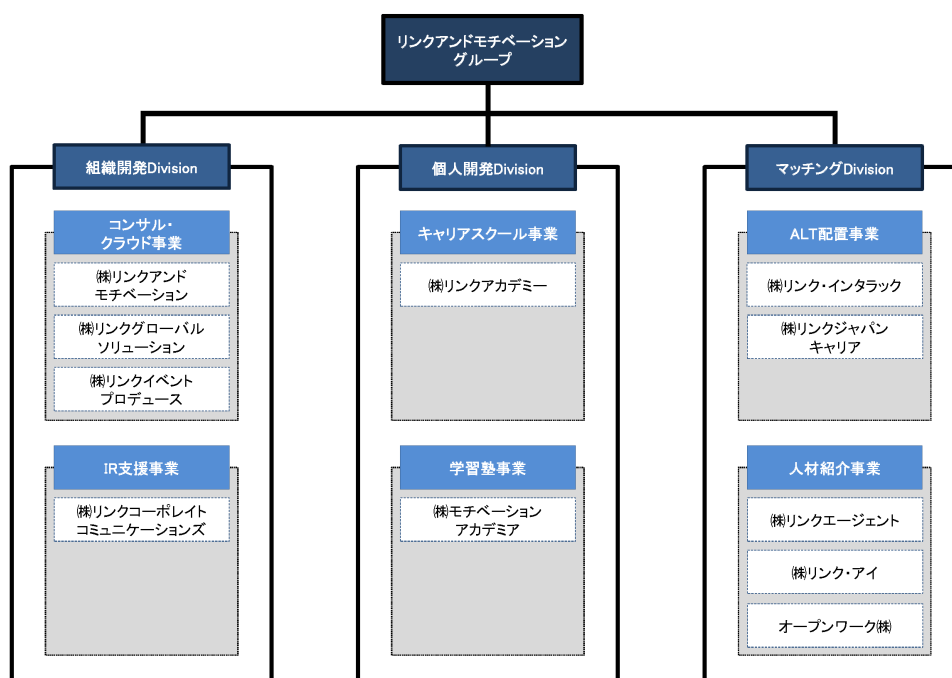 リンクアンドモチベーション
グループ
組織開発Division
コンサル・
クラウド事業
㈱リンクアンド
モチベーション
㈱リンクグローバル
ソリューション
㈱リンクイベント
プロデュース
IR支援事業
㈱リンクコーポレイト
コミュニケーションズ
個人開発Division
キャリアスクール事業
㈱リンクアカデミー
学習塾事業
㈱モチベーション
アカデミア
マッチングDivision
ALT配置事業
㈱リンク・インタラック
㈱リンクジャパン
キャリア
人材紹介事業
㈱リンクエージェント
㈱リンク・アイ
オープンワーク㈱